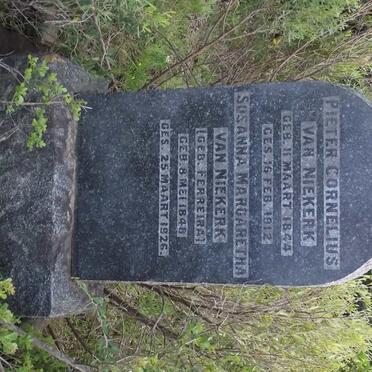 PIETER CORNELIUS
VAN NIEKERK
GEB. 7 MAART 1844
GES. 16 FEB. 1912
SUSANNA MARGARETHA
VAN NIEKERK
(GEB. FERREIRA)
GEB. 8 MEI 1848
GES. 25 MAART 1926